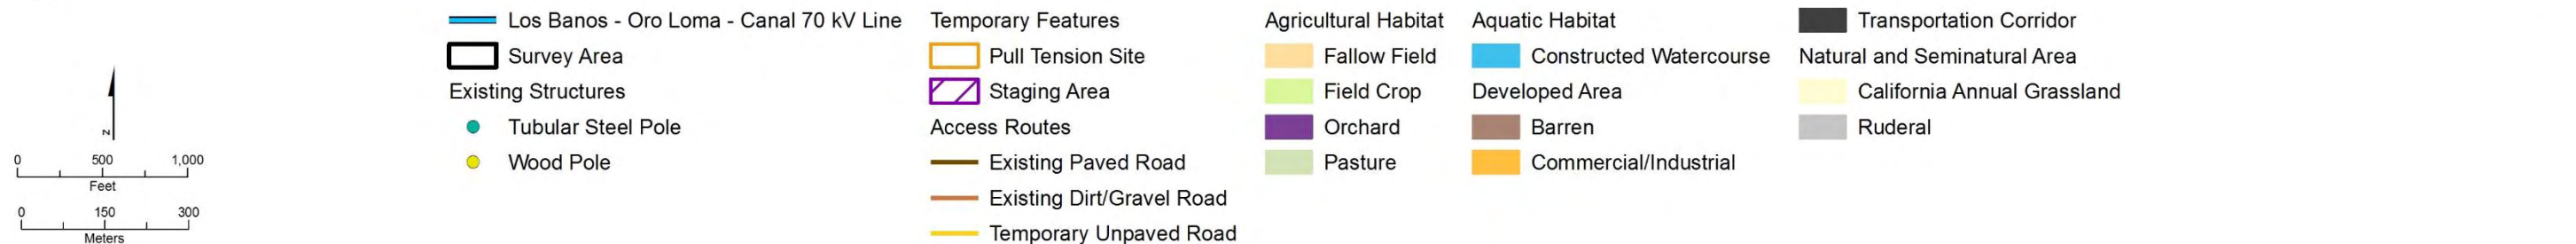 N
0 500 1,000
Feet
0 150 300
Meters
Los Banos - Oro Loma - Canal 70 kV Line
Survey Area
Existing Structures
Tubular Steel Pole
Wood Pole
Temporary Features
Pull Tension Site
Staging Area
Access Routes
Existing Paved Road
Existing Dirt/Gravel Road
Temporary Unpaved Road
Agricultural Habitat
Fallow Field
Field Crop
Orchard
Pasture
Aquatic Habitat
Constructed Watercourse
Developed Area
Barren
Commercial/Industrial
Transportation Corridor
Natural and Seminatural Area
California Annual Grassland
Ruderal